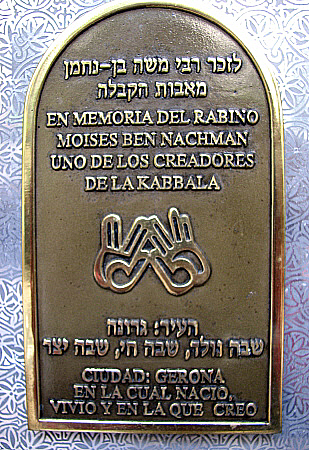 לזכר רבי משה בן-נחמן
מאבות הקבלה
EN MEMORIA DEL RABINO
MOISES BEN NACHMAN
UNO DE LOS CREADORES
DE LA KABBALA
העיר: גרונה
שבה נולד, שבה חי, שבה יצר
CIUDAD: GERONA
EN LA CUAL NACIO,
VIVIO Y EN LA QUE CREO